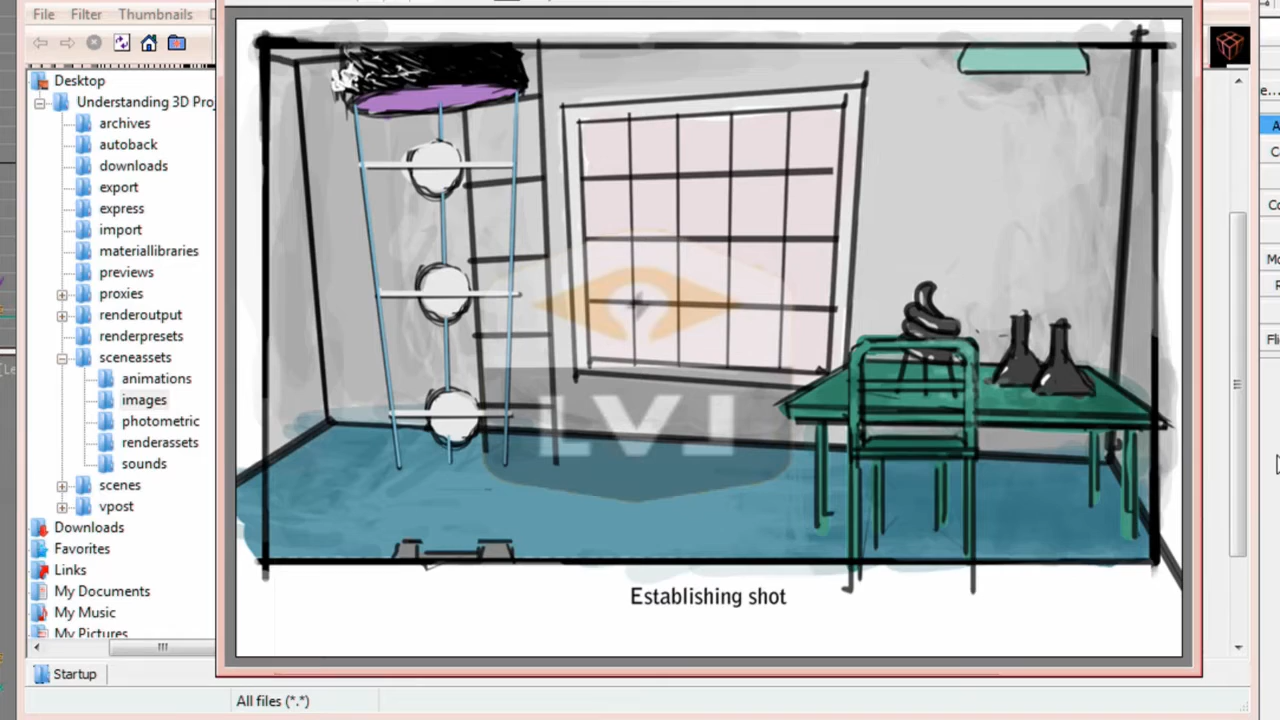 File Filter Thumbnails
Desktop
Understanding 3D Proj
archives
autoback
downloads
export
express
import
materiallibraries
previews
proxies
renderoutput
renderpresets
sceneassets
animations
images
photometric
renderassets
sounds
scenes
vpost
Downloads
Favorites
Links
My Documents
My Music
My Pictures
Startup
All files (*.*)
LVL
Establishing shot